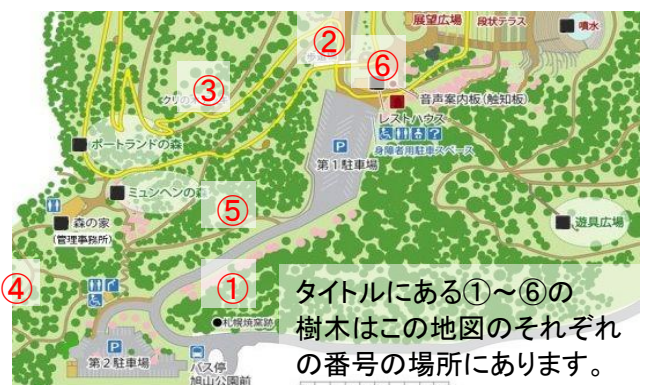 展望広場
段状テラス
噴水
②
⑥
③
音声案内板(触知板)
レストハウス
ポートランドの森
P
第1駐車場
身障者用駐車スペース
ミュンヘンの森
⑤
森の家
(管理事務所)
遊具広場
④
①
タイトルにある①～⑥の
樹木はこの地図のそれぞれ
の番号の場所にあります。
●札幌焼窯跡
P
第2駐車場
バス停
旭山公園前